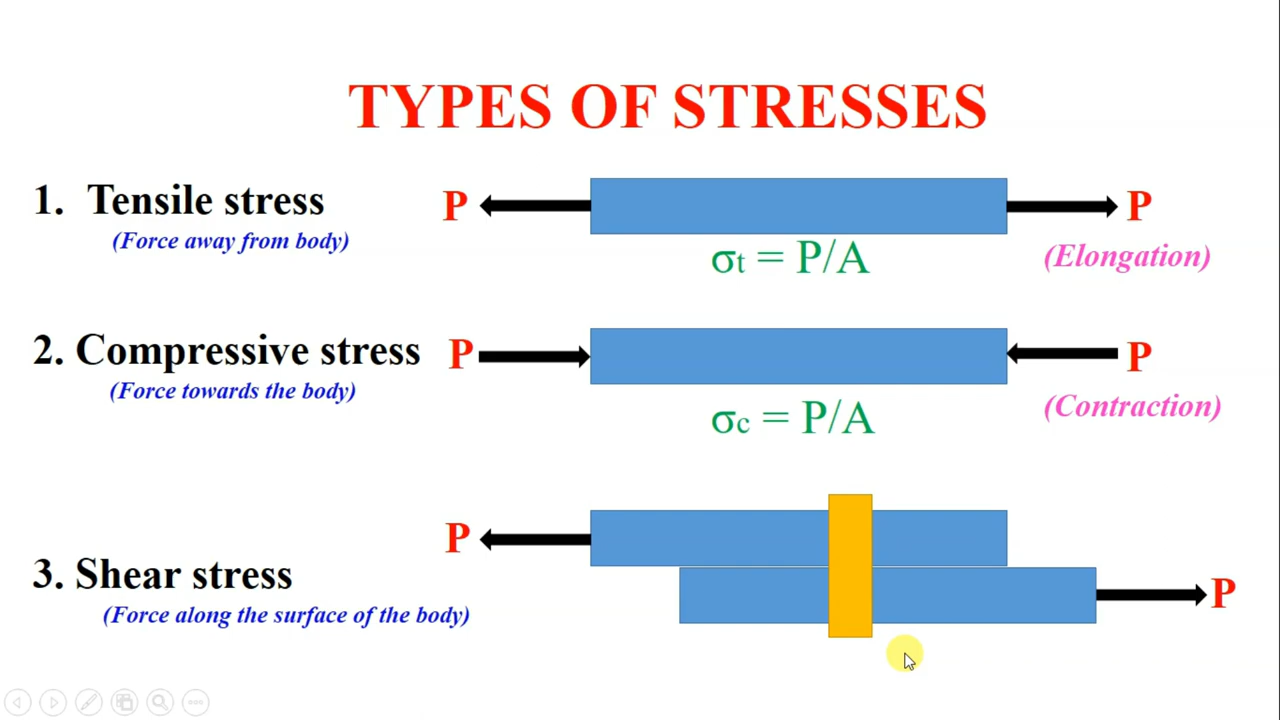 TYPES OF STRESSES
1. Tensile stress
(Force away from body)
P
P
σt = P/A
(Elongation)
2. Compressive stress
(Force towards the body)
P
P
σc = P/A
(Contraction)
3. Shear stress
(Force along the surface of the body)
P
P